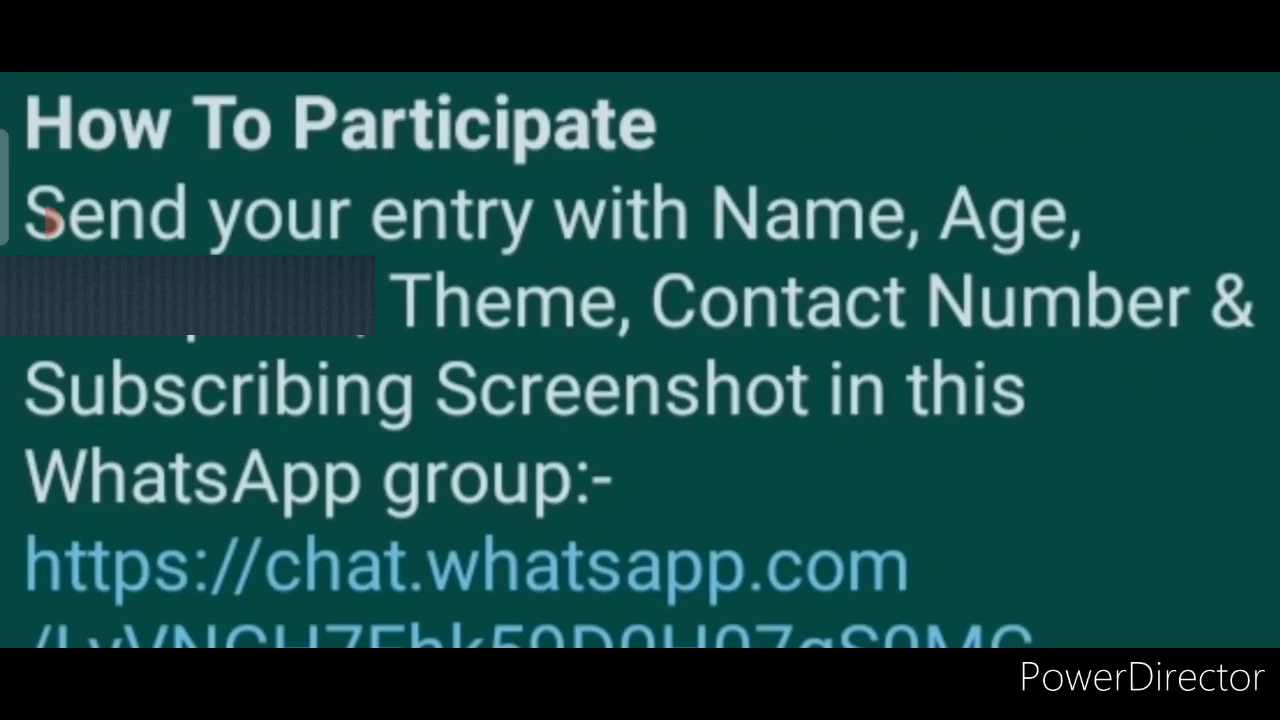 How To Participate
Send your entry with Name, Age,
Theme, Contact Number &
Subscribing Screenshot in this
WhatsApp group:-
https://chat.whatsapp.com
PowerDirector